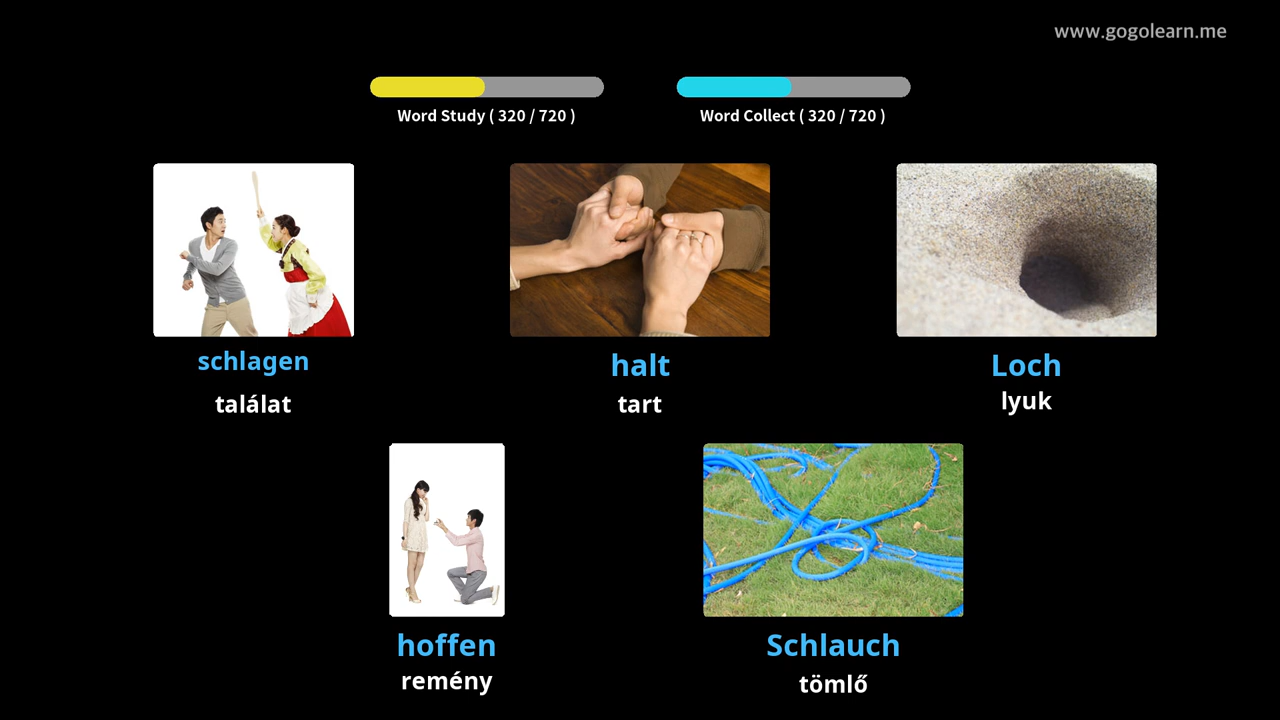 www.gogolearn.me
Word Study ( 320 / 720 )
Word Collect ( 320 / 720 )
schlagen
találat
halt
tart
Loch
lyuk
hoffen
remény
Schlauch
tömlő